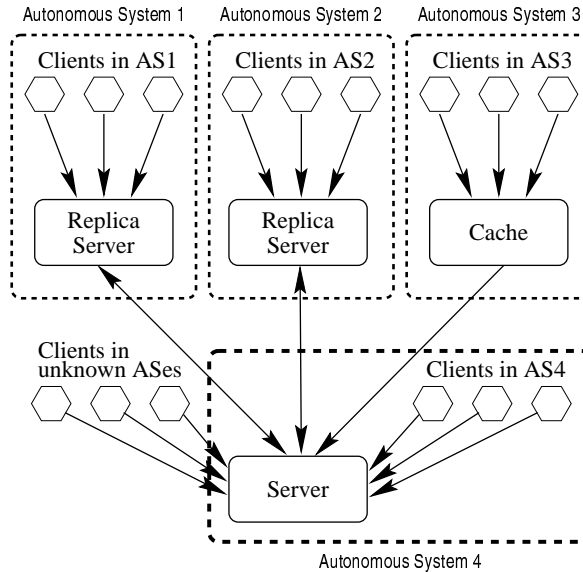 Autonomous System 1
Autonomous System 2
Autonomous System 3
Clients in AS1
Clients in AS2
Clients in AS3
Replica
Server
Replica
Server
Cache
Clients in
unknown ASes
Clients in AS4
Server
Autonomous System 4